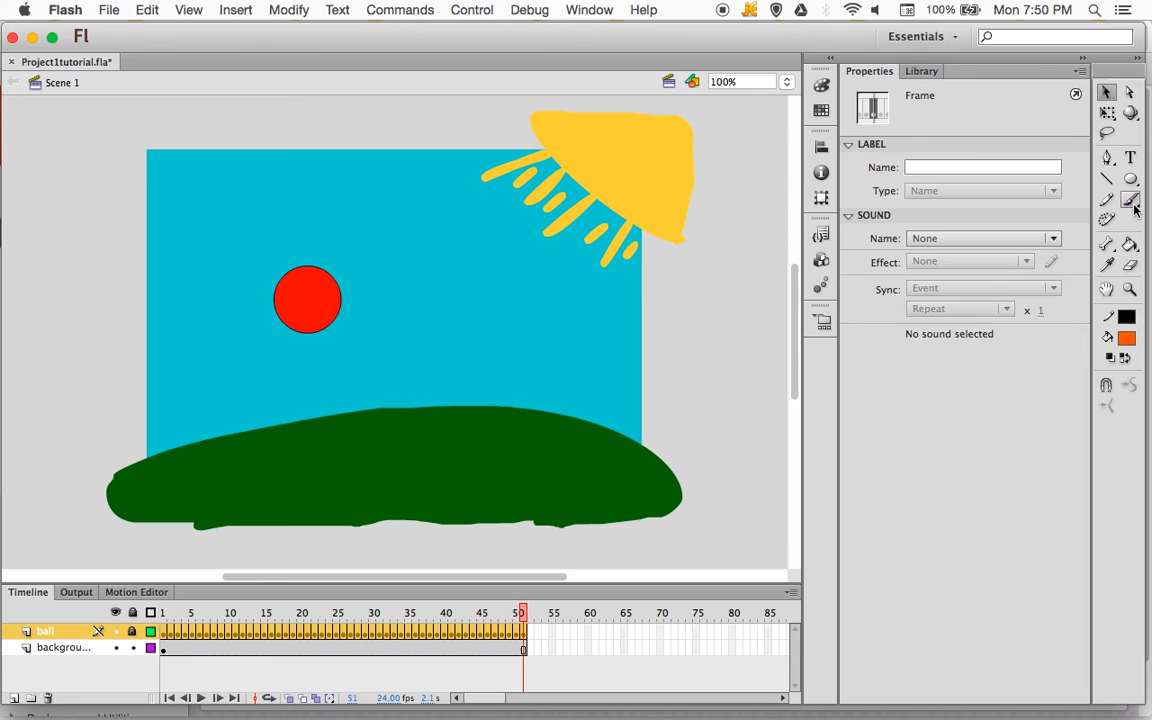 Flash File Edit View Insert Modify Text Commands Control Debug Window Help 100% Mon 7:50 PM
Fl Essentials
× Project1tutorial.fla* Properties Library
Scene 1 100%
Frame
LABEL
Name:
Type: Name
SOUND
Name: None
Effect: None
Sync: Event
Repeat x 1
No sound selected
Timeline Output Motion Editor
1 5 10 15 20 25 30 35 40 45 50 55 60 65 70 75 80 85
ball
backgrou...
51 24.00 fps 2.1 s